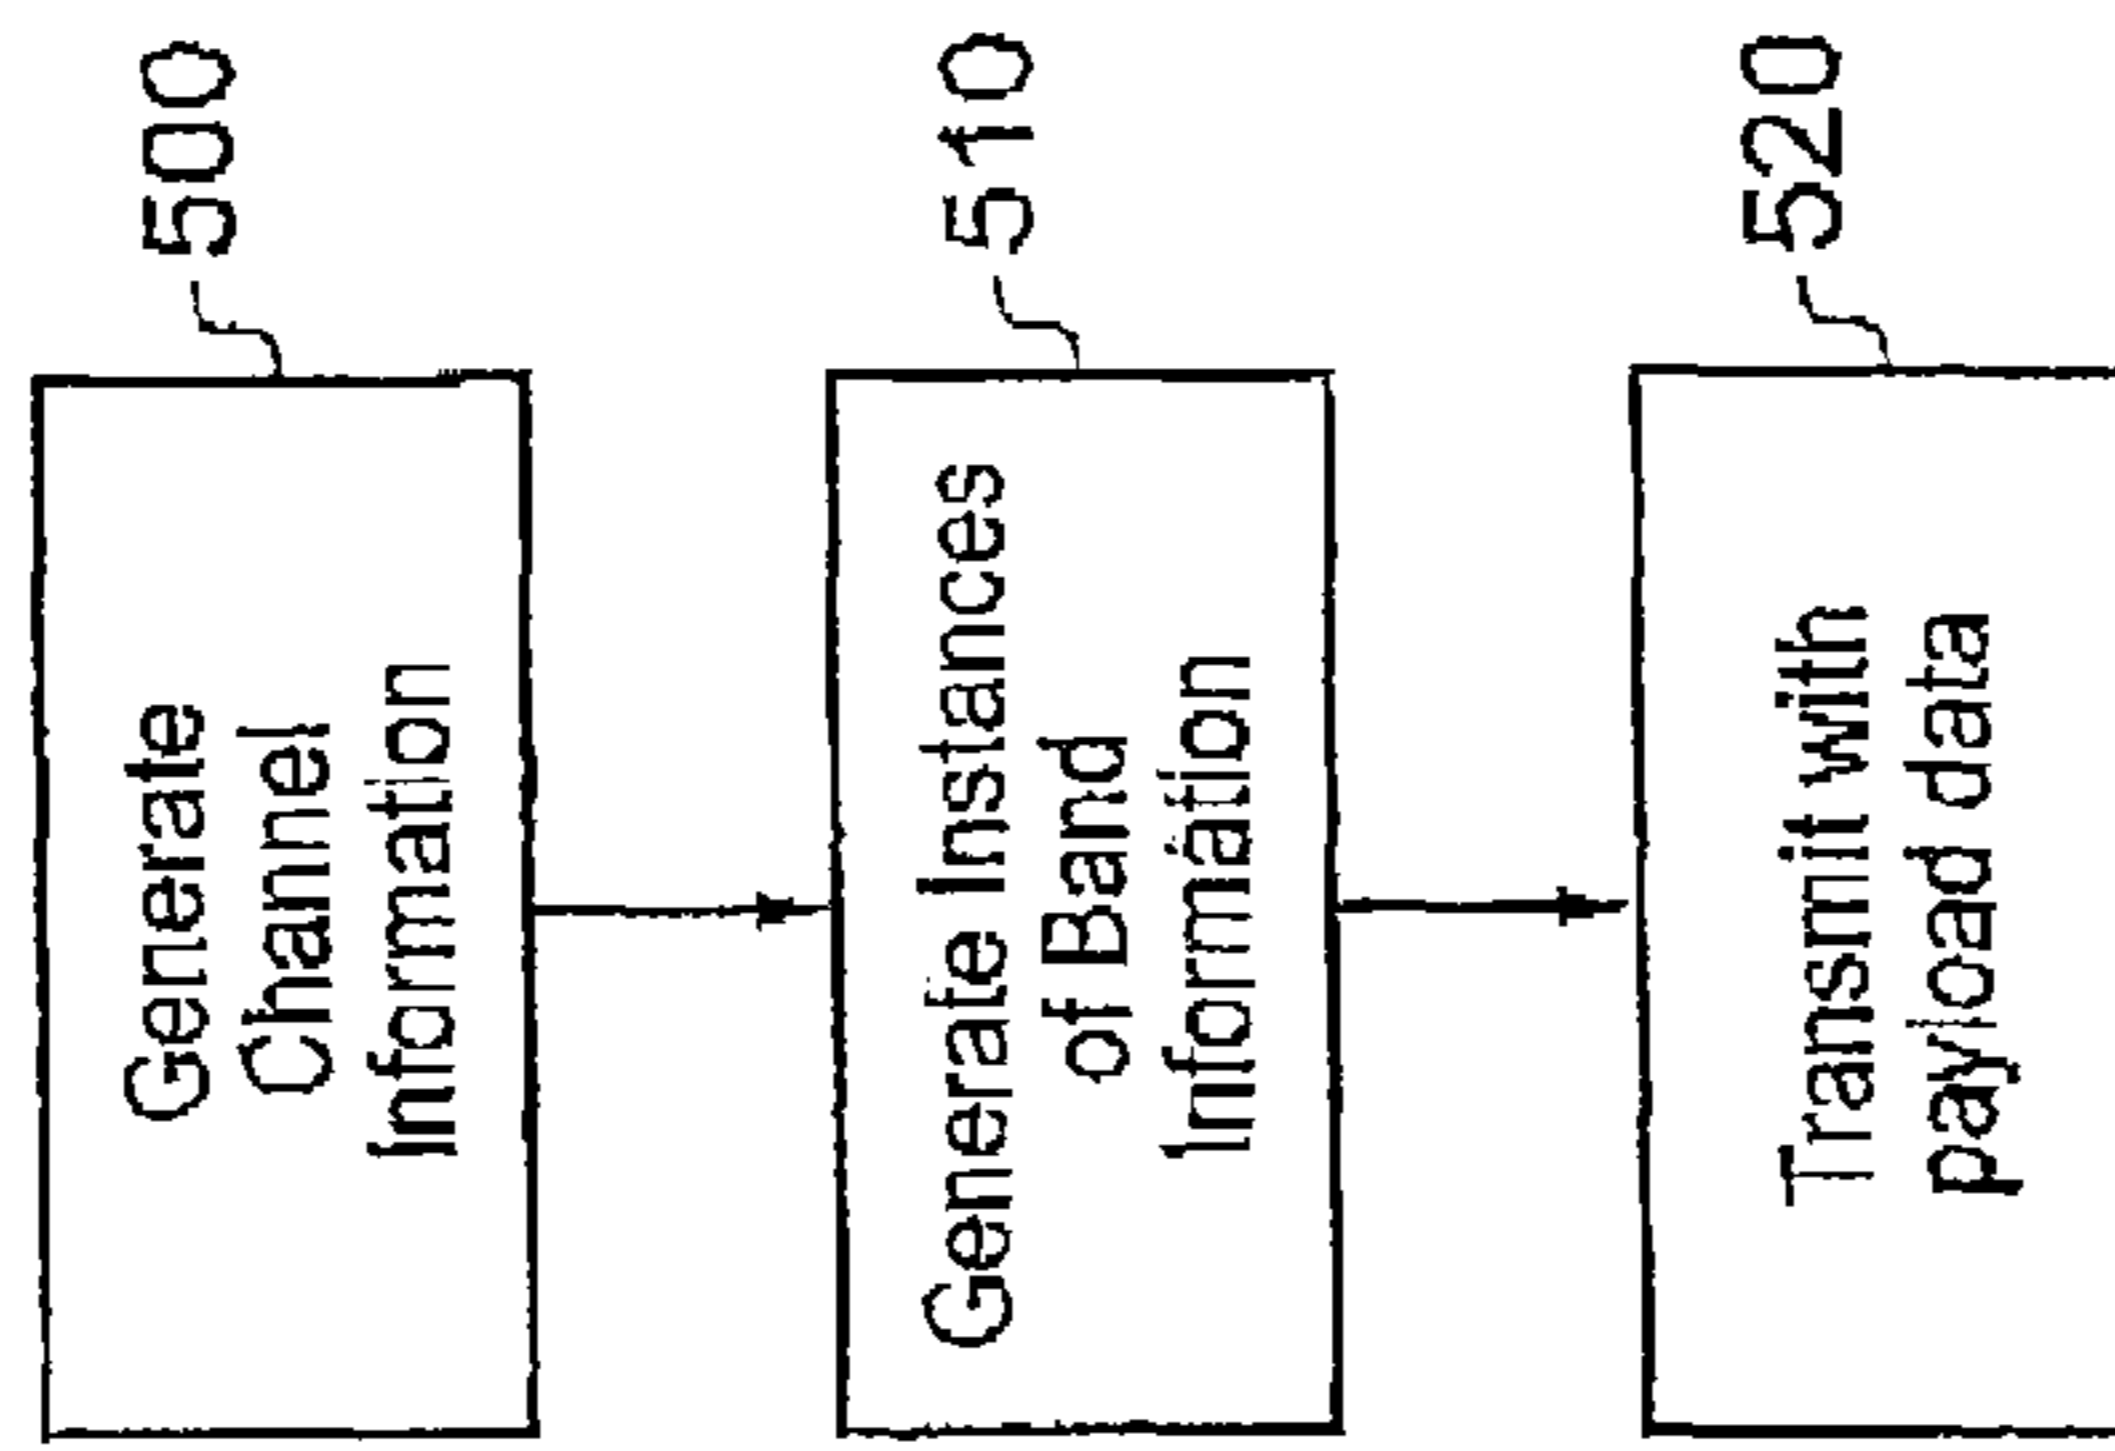 500
Generate
Channel
Information
510
Generate Instances
of Band
Information
520
Transmit with
payload data